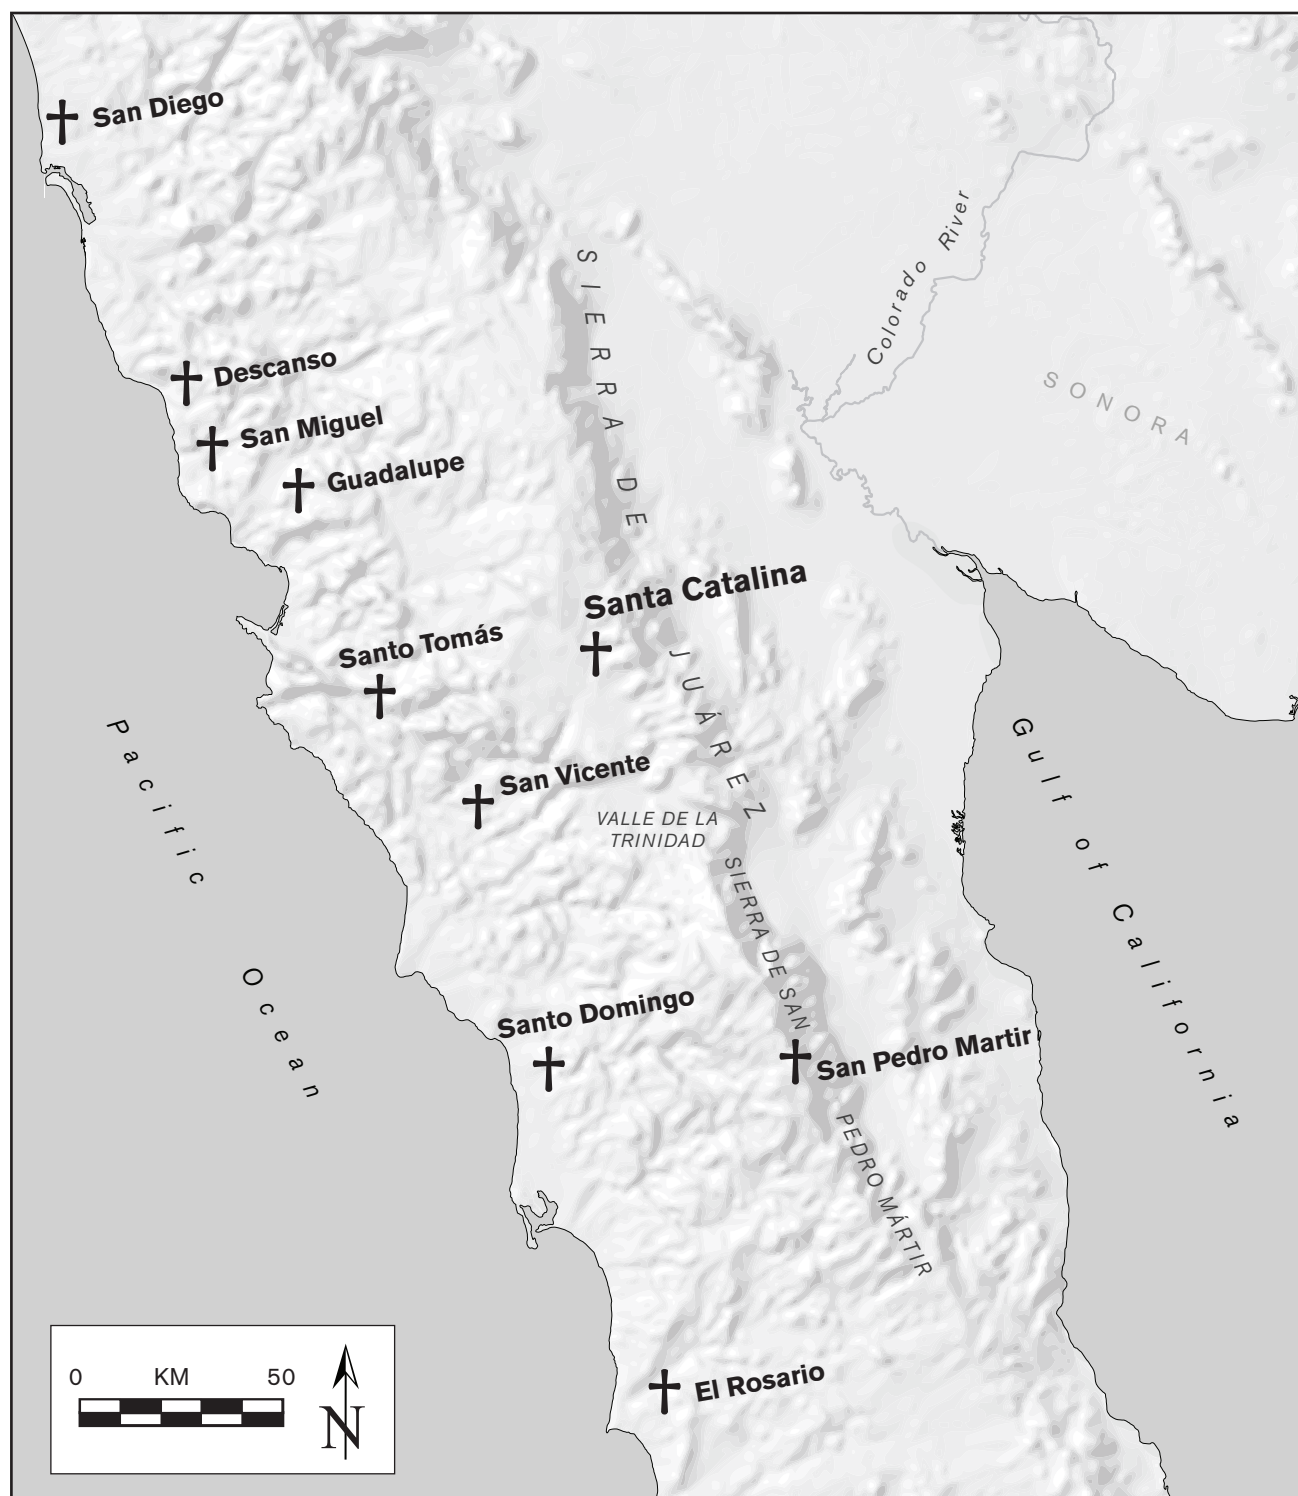 San Diego
Colorado River
SIERRA DE JUÁREZ
Descanso
SONORA
San Miguel
Guadalupe
Santa Catalina
Santo Tomás
Pacific Ocean
Gulf of California
San Vicente
VALLE DE LA
TRINIDAD
SIERRA DE SAN PEDRO MÁRTIR
Santo Domingo
San Pedro Martir
El Rosario
0 KM 50
N